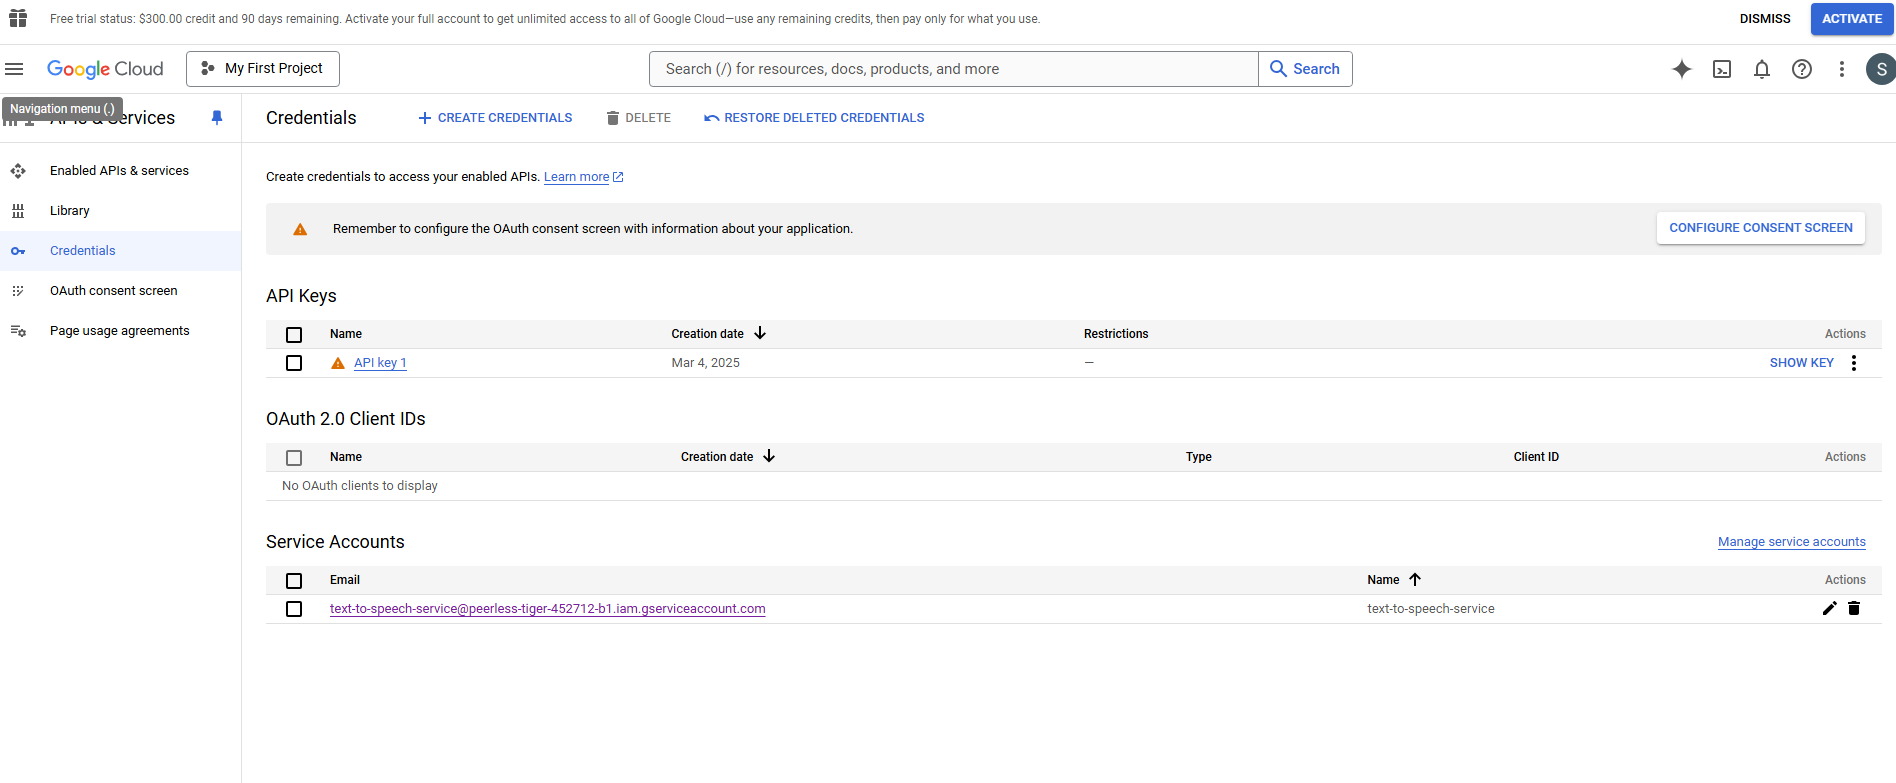 Free trial status: $300.00 credit and 90 days remaining. Activate your full account to get unlimited access to all of Google Cloud—use any remaining credits, then pay only for what you use.
DISMISS
ACTIVATE
Google Cloud
My First Project
Search (/) for resources, docs, products, and more
Search
S
Navigation menu (.)
APIs & Services
Credentials
CREATE CREDENTIALS
DELETE
RESTORE DELETED CREDENTIALS
Enabled APIs & services
Library
Credentials
OAuth consent screen
Page usage agreements
Create credentials to access your enabled APIs. Learn more
Remember to configure the OAuth consent screen with information about your application.
CONFIGURE CONSENT SCREEN
API Keys
Name Creation date Restrictions Actions
API key 1 Mar 4, 2025 — SHOW KEY
OAuth 2.0 Client IDs
Name Creation date Type Client ID Actions
No OAuth clients to display
Service Accounts
Manage service accounts
Email Name Actions
text-to-speech-service@peerless-tiger-452712-b1.iam.gserviceaccount.com text-to-speech-service